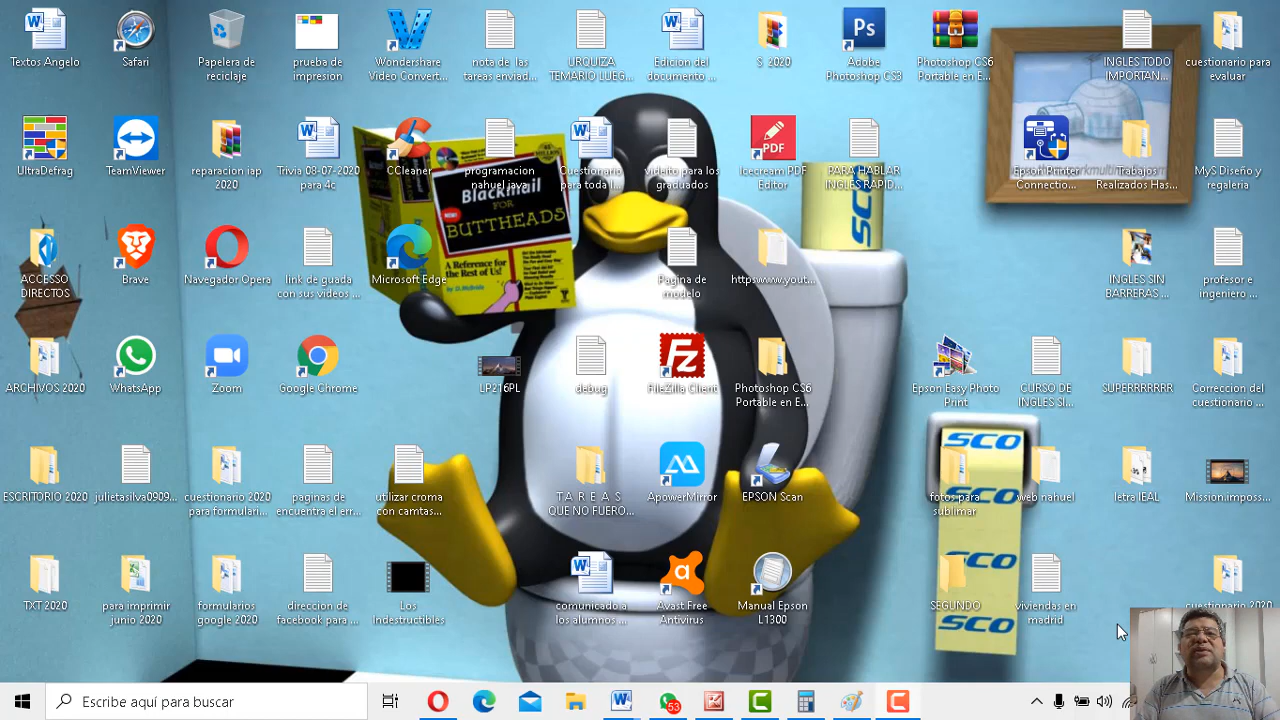 Textos Angelo
Safari
Papelera de
reciclaje
prueba de
impresion
Wondershare
Video Convert...
nota de las
tareas enviad...
URQUIZA
TEMARIO LUEG...
Edicion del
documento ...
S 2020
Adobe
Photoshop CS3
Photoshop CS6
Portable en E...
INGLES TODO
IMPORTAN...
cuestionario para
evaluar
UltraDefrag
TeamViewer
reparacion iap
2020
Trivia 08-07-2020
para 4c
CCleaner
programacion
nahuel java
Cuestionario
para toda l...
videito para los
graduados
Icecream PDF
Editor
PARA HABLAR
INGLES RAPID...
Epson Printer
Connectio...
Trabajos
Realizados Has...
MyS Diseño y
regaleria
NEW!
Blackmail
FOR
BUTTHEADS
A Reference
for the
Rest of Us!
SCO
ACCESO
DIRECTOS
Brave
Navegador Opera
link de guada
con sus videos ...
Microsoft Edge
Pagina de
modelo
httpswww.yout...
INGLES SIN
BARRERAS ...
ARCHIVOS 2020
WhatsApp
Zoom
Google Chrome
LP216PL
debug
FileZilla Client
Photoshop CS6
Portable en E...
Epson Easy Photo
Print
CURSO DE
INGLES SI...
SUPERRRRRRR
Correccion del
cuestionario ...
SCO
ESCRITORIO 2020
julietasilva0909...
cuestionario 2020
para formulari...
paginas de
encuentra el err...
utilizar croma
con camtas...
T A R E A S
QUE NO FUERO...
ApowerMirror
EPSON Scan
fotos para
sublimar
web nahuel
letra IEAL
Mission.imposs...
SCO
SCO
TXT 2020
para imprimir
junio 2020
formularios
google 2020
direccion de
facebook para ...
Los
Indestructibles
comunicado a
los alumnos ...
Avast Free
Antivirus
Manual Epson
L1300
SEGUNDO
viviendas en
madrid
cuestionario 2020
SCO
Escribe aquí para buscar
53